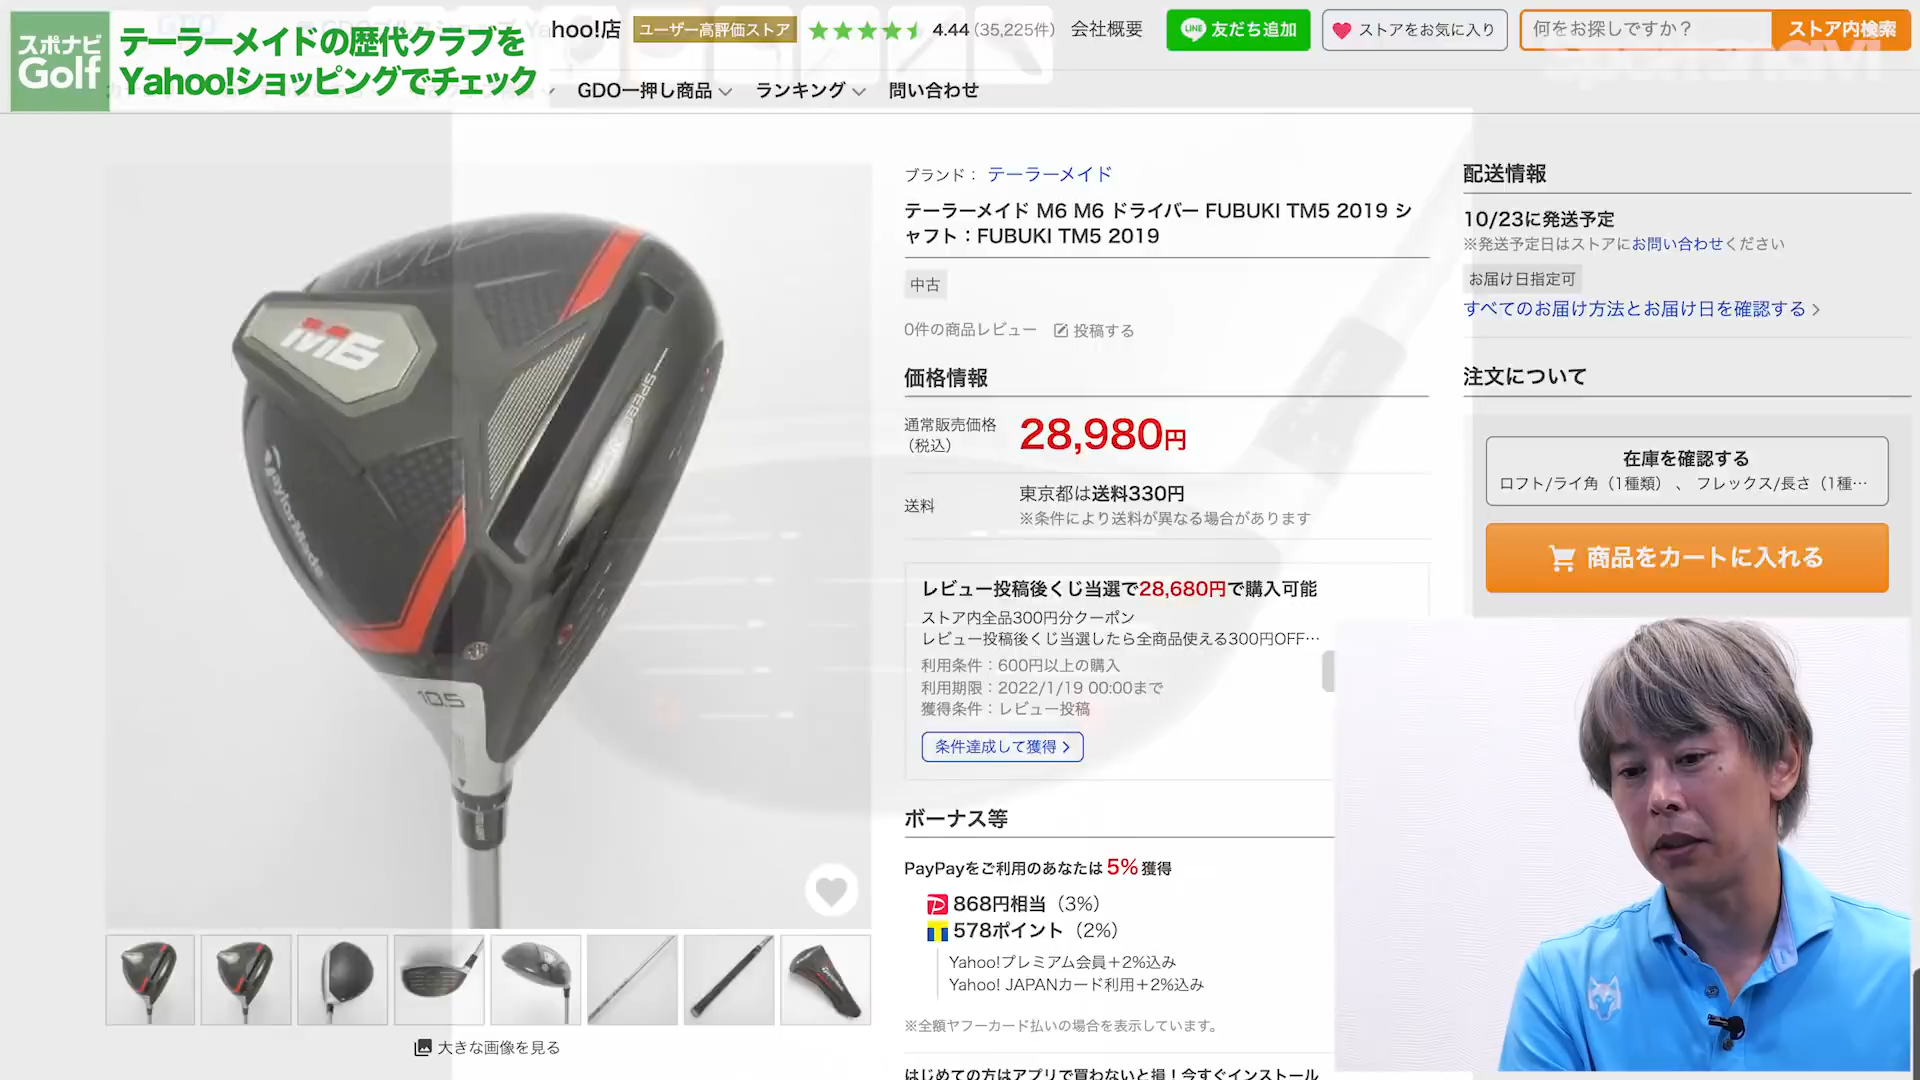 スポナビ
Golf
テーラーメイドの歴代クラブを
Yahoo!ショッピングでチェック
hoo!店
ユーザー高評価ストア
4.44 (35,225件)
会社概要
LINE 友だち追加
ストアをお気に入り
何をお探しですか？
ストア内検索
GDO一押し商品
ランキング
問い合わせ
ブランド： テーラーメイド
テーラーメイド M6 M6 ドライバー FUBUKI TM5 2019 シ
ャフト：FUBUKI TM5 2019
中古
0件の商品レビュー 投稿する
価格情報
通常販売価格
（税込）
28,980円
送料
東京都は送料330円
※条件により送料が異なる場合があります
レビュー投稿後くじ当選で28,680円で購入可能
ストア内全品300円分クーポン
レビュー投稿後くじ当選したら全商品使える300円OFF…
利用条件：600円以上の購入
利用期限：2022/1/19 00:00まで
獲得条件：レビュー投稿
条件達成して獲得
ボーナス等
PayPayをご利用のあなたは 5% 獲得
868円相当（3%）
578ポイント（2%）
Yahoo!プレミアム会員＋2%込み
Yahoo! JAPANカード利用＋2%込み
※全額ヤフーカード払いの場合を表示しています。
はじめての方はアプリで買わないと損！今すぐインストール
配送情報
10/23に発送予定
※発送予定日はストアにお問い合わせください
お届け日指定可
すべてのお届け方法とお届け日を確認する
注文について
在庫を確認する
ロフト/ライ角（1種類）、 フレックス/長さ（1種…
商品をカートに入れる
M6
TaylorMade
10.5
大きな画像を見る